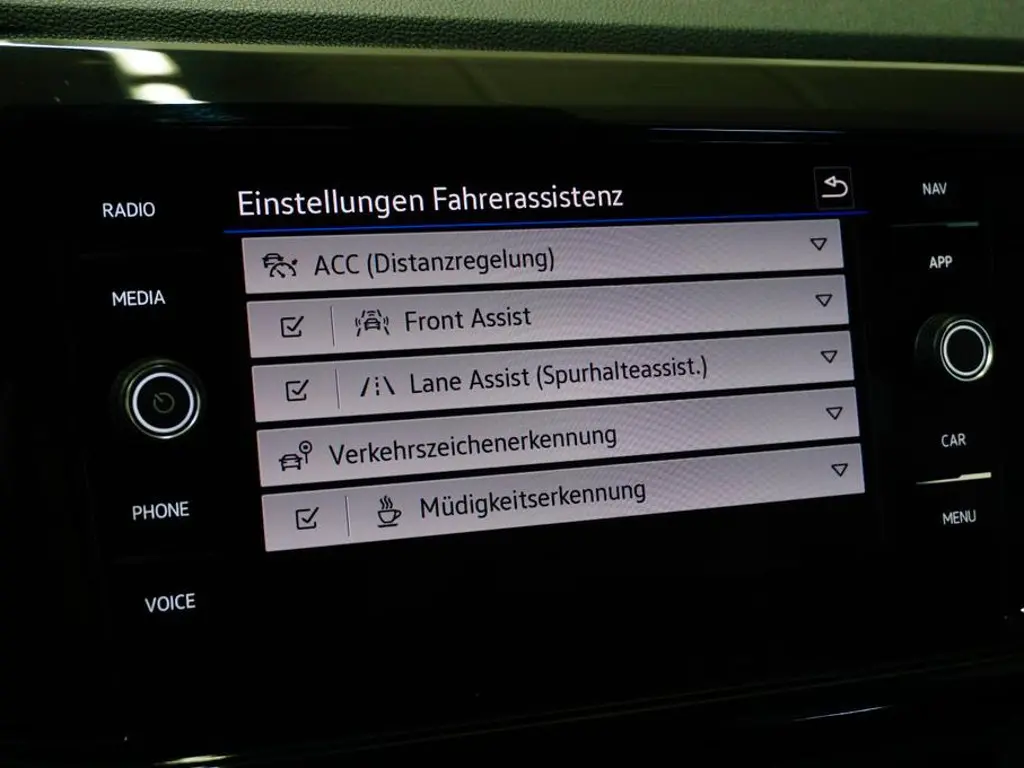 RADIO
MEDIA
PHONE
VOICE
Einstellungen Fahrerassistenz
ACC (Distanzregelung)
Front Assist
Lane Assist (Spurhalteassist.)
Verkehrszeichenerkennung
Müdigkeitserkennung
NAV
APP
CAR
MENU